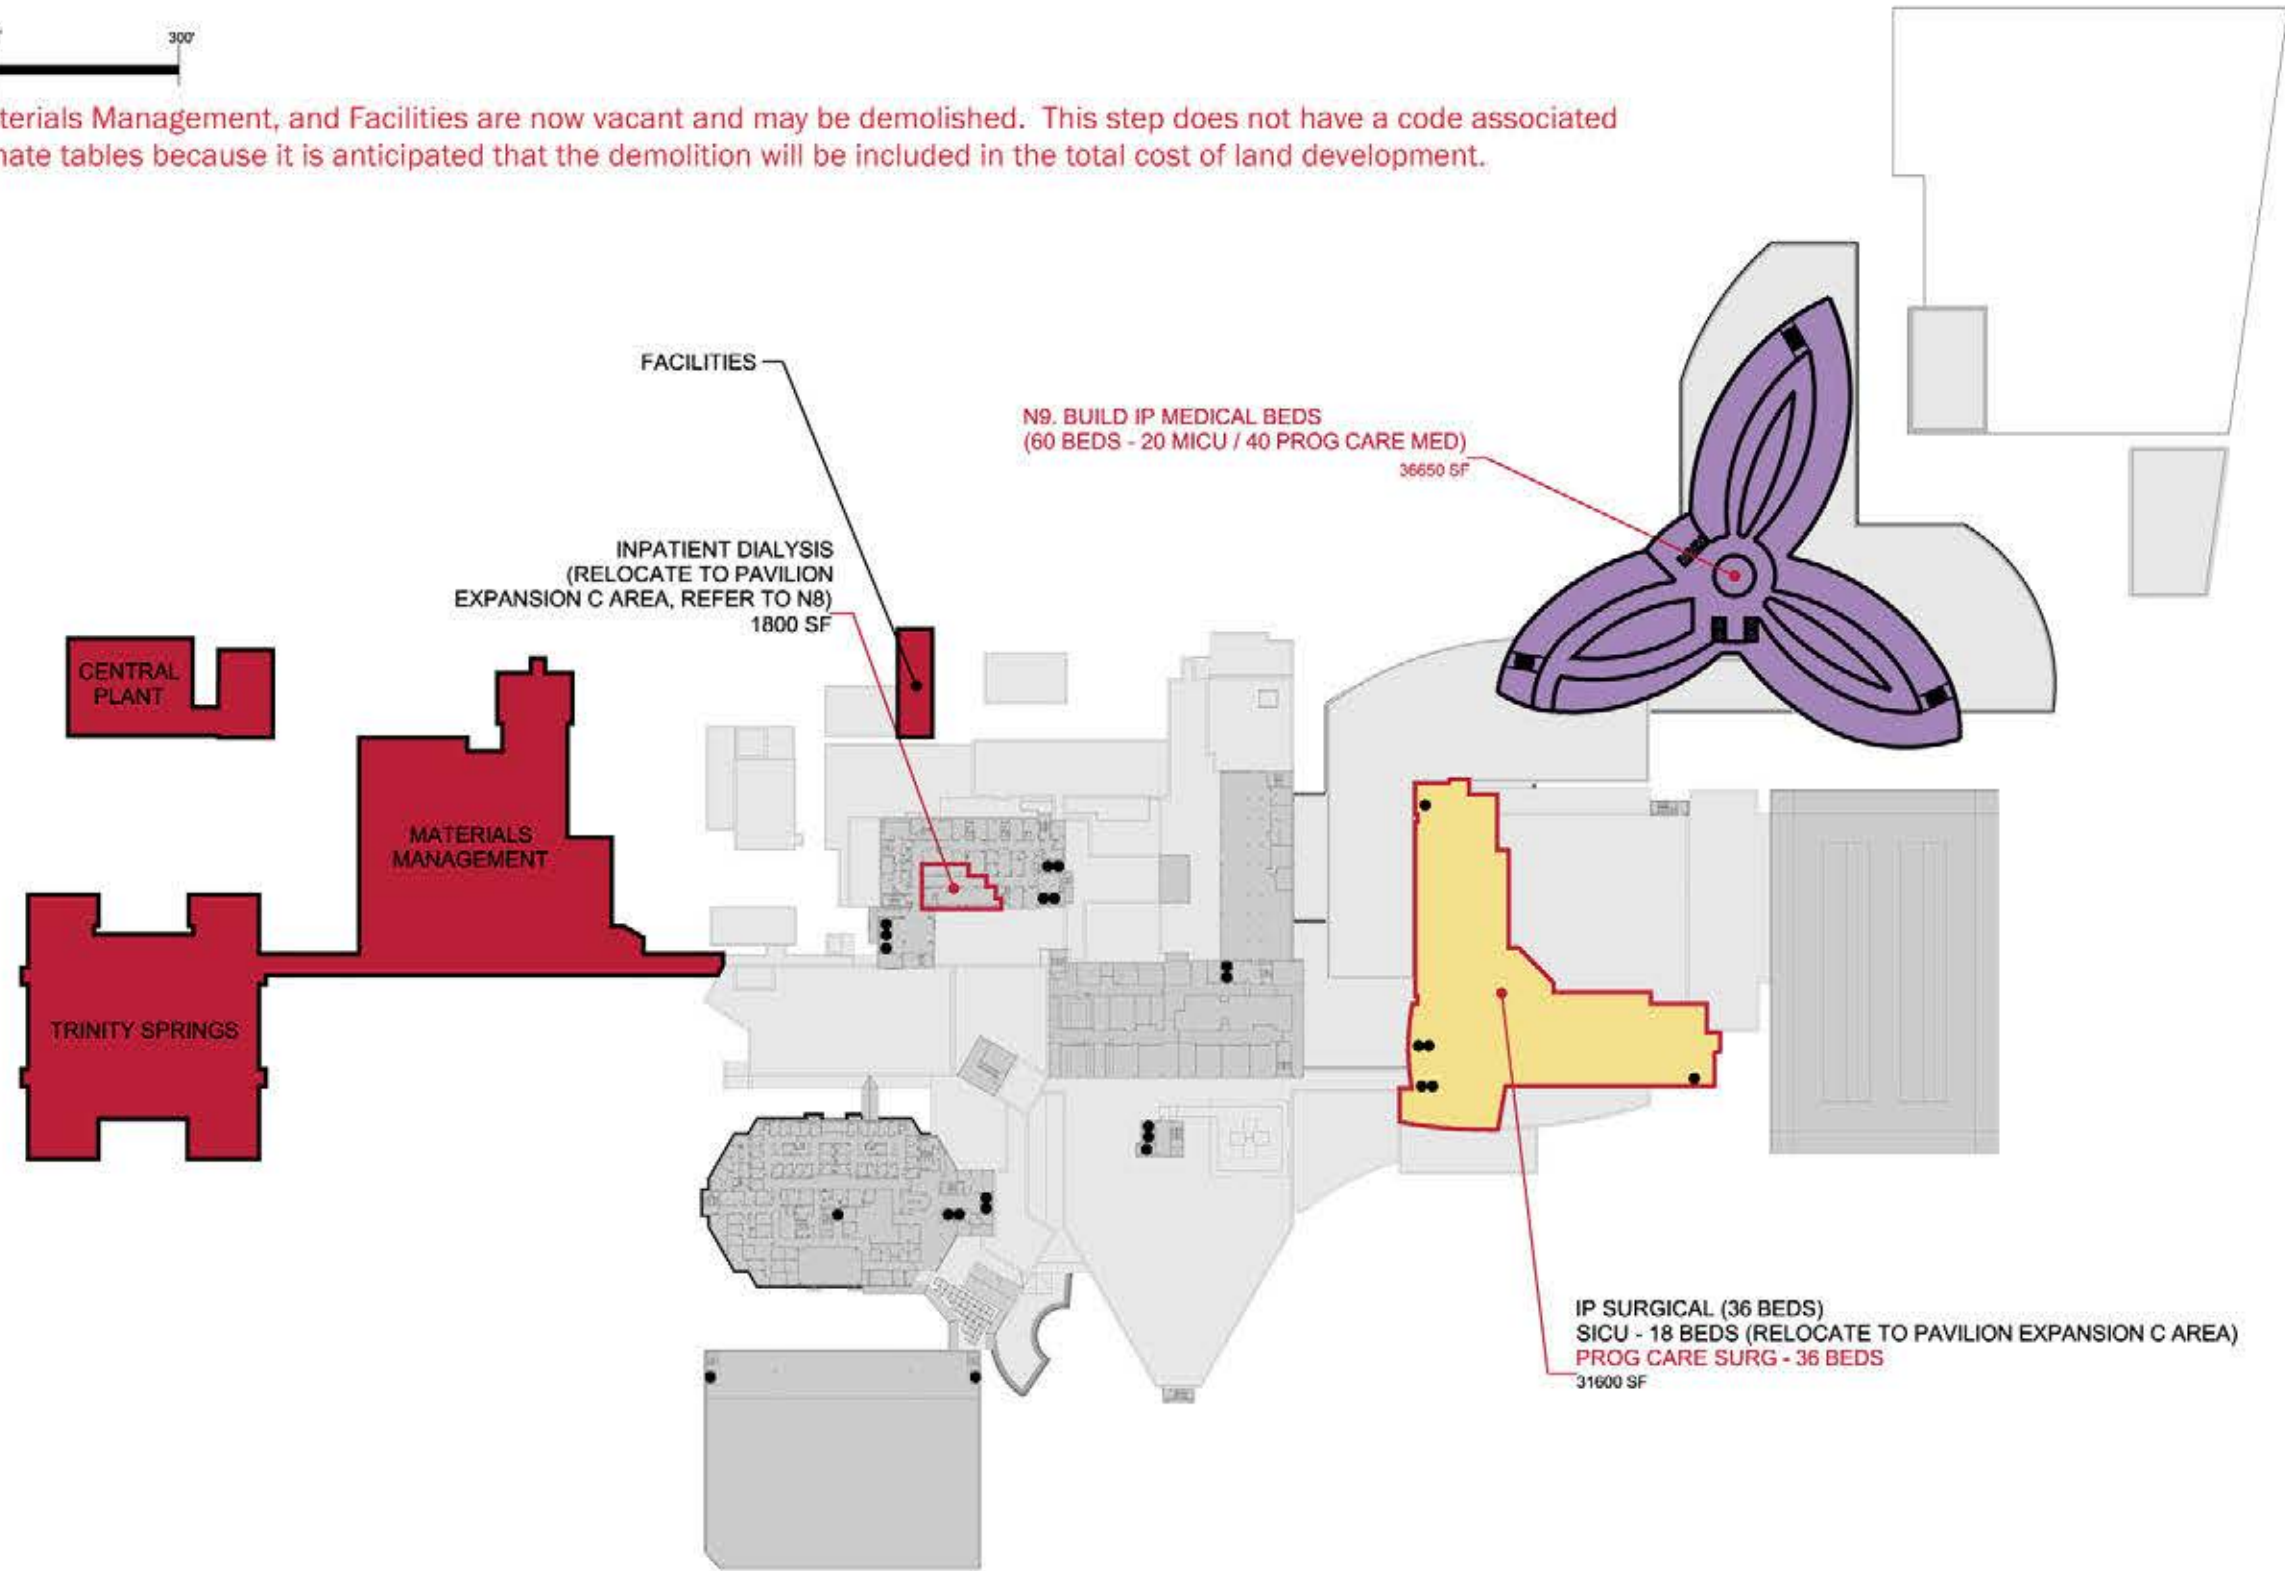 300'
Materials Management, and Facilities are now vacant and may be demolished. This step does not have a code associated
tables because it is anticipated that the demolition will be included in the total cost of land development.
FACILITIES
N9. BUILD IP MEDICAL BEDS
(60 BEDS - 20 MICU / 40 PROG CARE MED)
36650 SF
INPATIENT DIALYSIS
(RELOCATE TO PAVILION
EXPANSION C AREA, REFER TO N8)
1800 SF
CENTRAL
PLANT
MATERIALS
MANAGEMENT
TRINITY SPRINGS
IP SURGICAL (36 BEDS)
SICU - 18 BEDS (RELOCATE TO PAVILION EXPANSION C AREA)
PROG CARE SURG - 36 BEDS
31600 SF